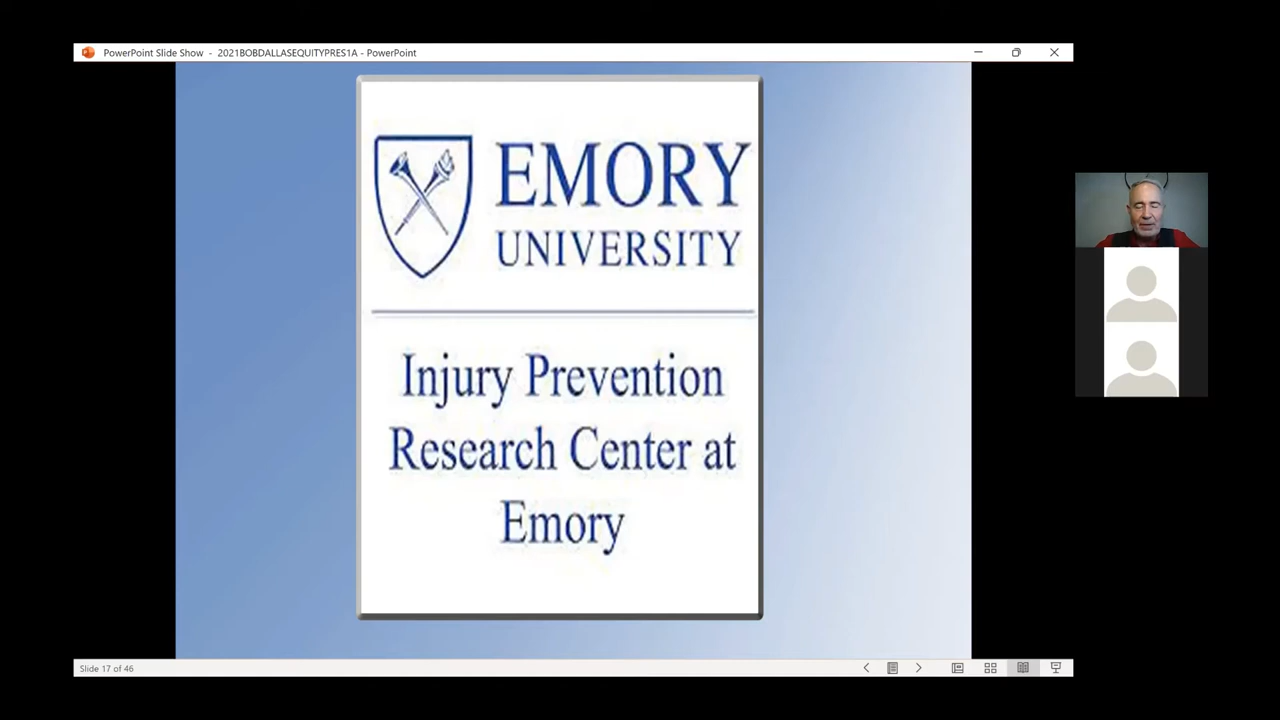 PowerPoint Slide Show - 2021BOBDALLASEQUITYPRES1A - PowerPoint
EMORY
UNIVERSITY
Injury Prevention
Research Center at
Emory
Slide 17 of 46